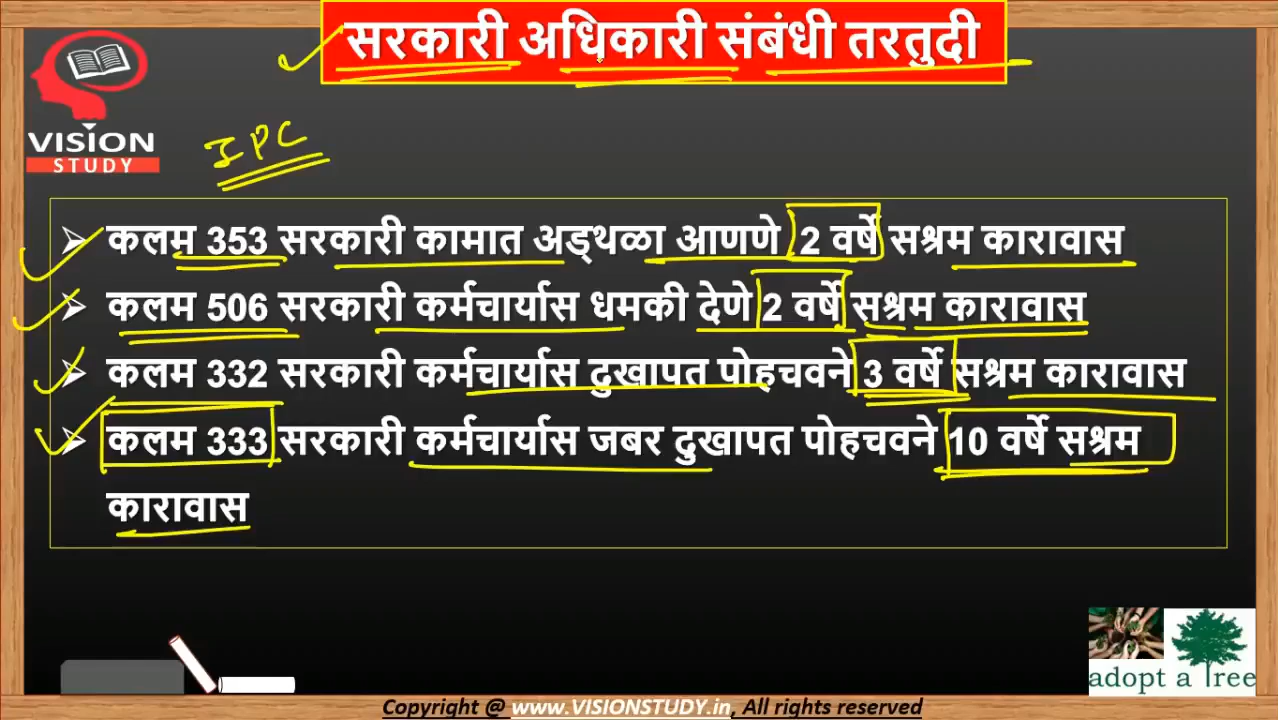 सरकारी अधिकारी संबंधी तरतुदी
VISION
STUDY
IPC
➢ कलम 353 सरकारी कामात अड्थळा आणणे 2 वर्षे सश्रम कारावास
➢ कलम 506 सरकारी कर्मचार्यास धमकी देणे 2 वर्षे सश्रम कारावास
➢ कलम 332 सरकारी कर्मचार्यास दुखापत पोहचवने 3 वर्षे सश्रम कारावास
➢ कलम 333 सरकारी कर्मचार्यास जबर दुखापत पोहचवने 10 वर्षे सश्रम
कारावास
adopt a Tree
Copyright @ www.VISIONSTUDY.in, All rights reserved